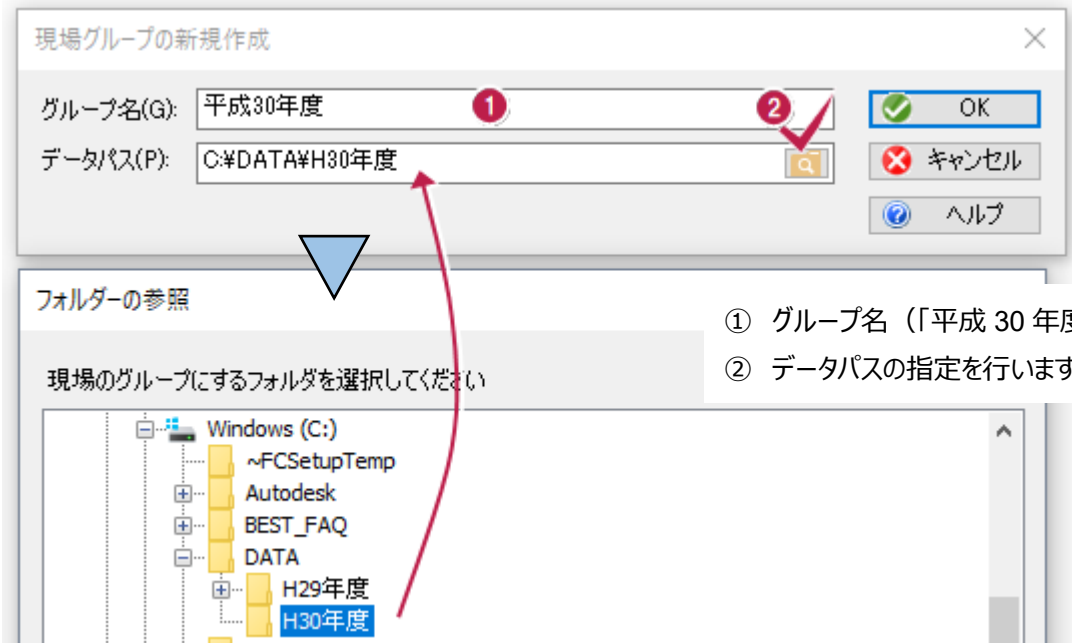 現場グループの新規作成
グループ名(G): 平成30年度 1 2 OK
データパス(P): C:¥DATA¥H30年度 キャンセル
ヘルプ
フォルダーの参照
① グループ名（「平成 30 年度
② データパスの指定を行います
現場のグループにするフォルダを選択してください
Windows (C:)
~FCSetupTemp
Autodesk
BEST_FAQ
DATA
H29年度
H30年度